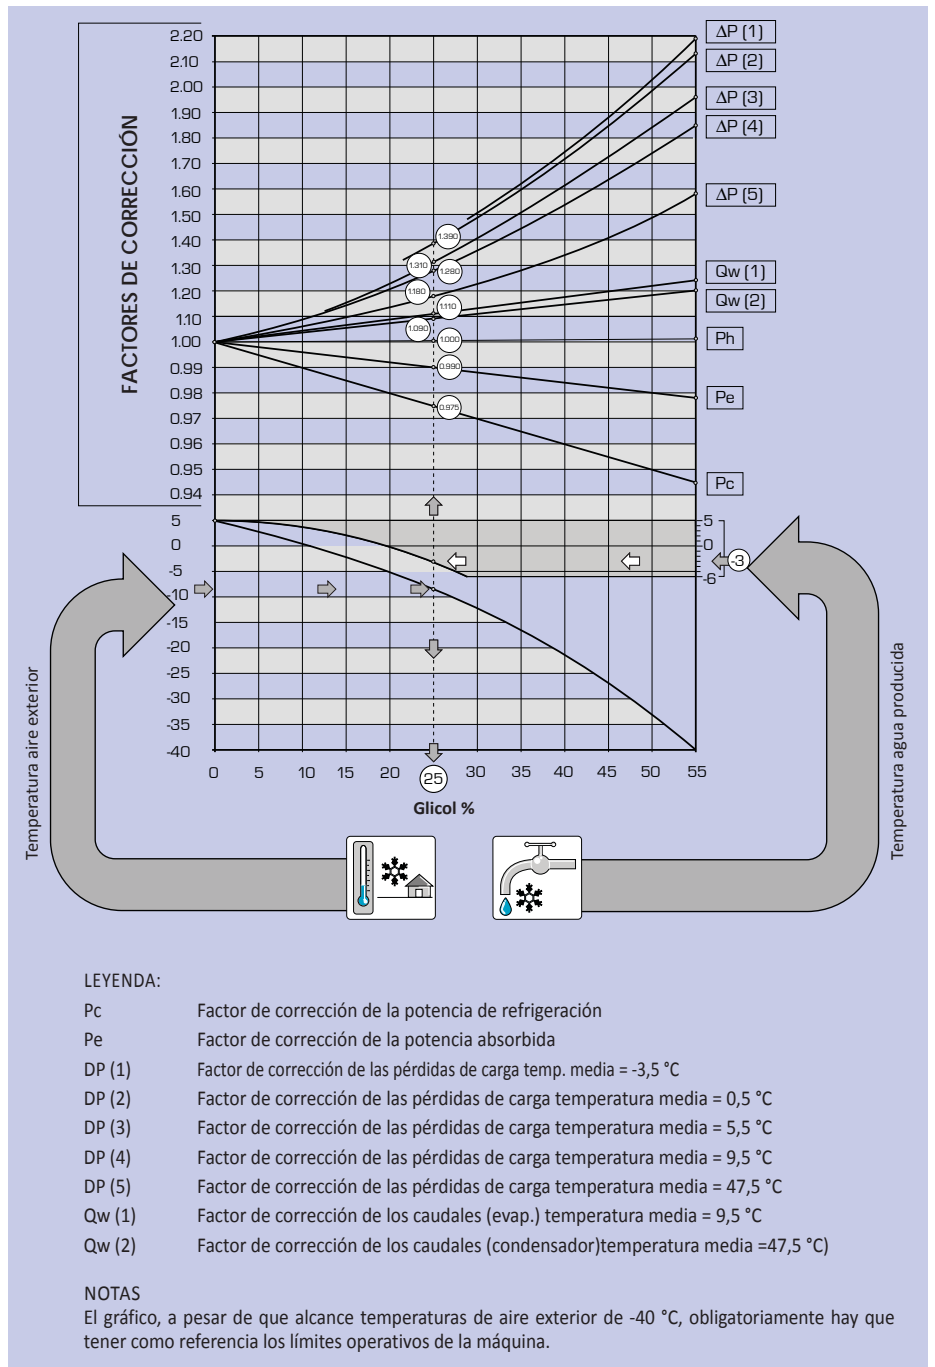 FACTORES DE CORRECCIÓN
2.20
2.10
2.00
1.90
1.80
1.70
1.60
1.50
1.40
1.30
1.20
1.10
1.00
0.99
0.98
0.97
0.96
0.95
0.94
ΔP (1)
ΔP (2)
ΔP (3)
ΔP (4)
ΔP (5)
Qw (1)
Qw (2)
Ph
Pe
Pc
1.390
1.310
1.280
1.180
1.110
1.090
1.000
0.990
0.975
5
0
-5
-10
-15
-20
-25
-30
-35
-40
5
0
-6
-3
0 5 10 15 20 25 30 35 40 45 50 55
Glicol %
Temperatura aire exterior
Temperatura agua producida
LEYENDA:
Pc Factor de corrección de la potencia de refrigeración
Pe Factor de corrección de la potencia absorbida
DP (1) Factor de corrección de las pérdidas de carga temp. media = -3,5 °C
DP (2) Factor de corrección de las pérdidas de carga temperatura media = 0,5 °C
DP (3) Factor de corrección de las pérdidas de carga temperatura media = 5,5 °C
DP (4) Factor de corrección de las pérdidas de carga temperatura media = 9,5 °C
DP (5) Factor de corrección de las pérdidas de carga temperatura media = 47,5 °C
Qw (1) Factor de corrección de los caudales (evap.) temperatura media = 9,5 °C
Qw (2) Factor de corrección de los caudales (condensador)temperatura media =47,5 °C)
NOTAS
El gráfico, a pesar de que alcance temperaturas de aire exterior de -40 °C, obligatoriamente hay que
tener como referencia los límites operativos de la máquina.